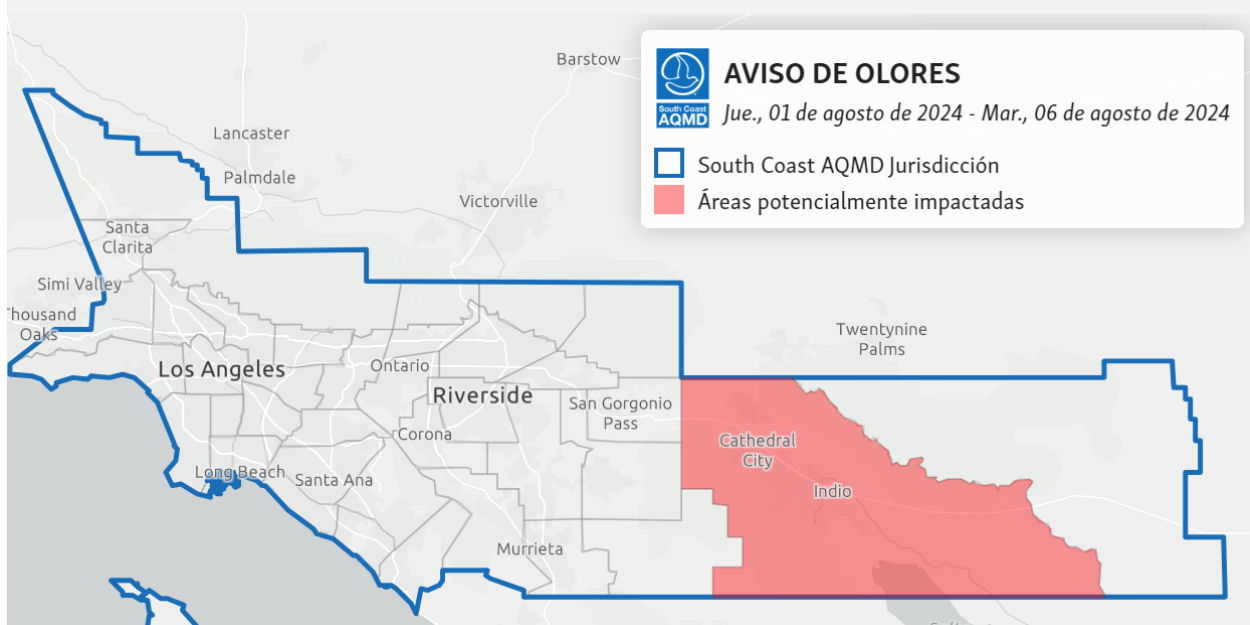 Barstow
AVISO DE OLORES
South Coast
AQMD
Jue., 01 de agosto de 2024 - Mar., 06 de agosto de 2024
South Coast AQMD Jurisdicción
Áreas potencialmente impactadas
Lancaster
Palmdale
Victorville
Santa
Clarita
Simi Valley
Thousand
Oaks
Twentynine
Palms
Los Angeles
Ontario
Riverside
San Gorgonio
Pass
Corona
Cathedral
City
Long Beach
Santa Ana
Indio
Murrieta